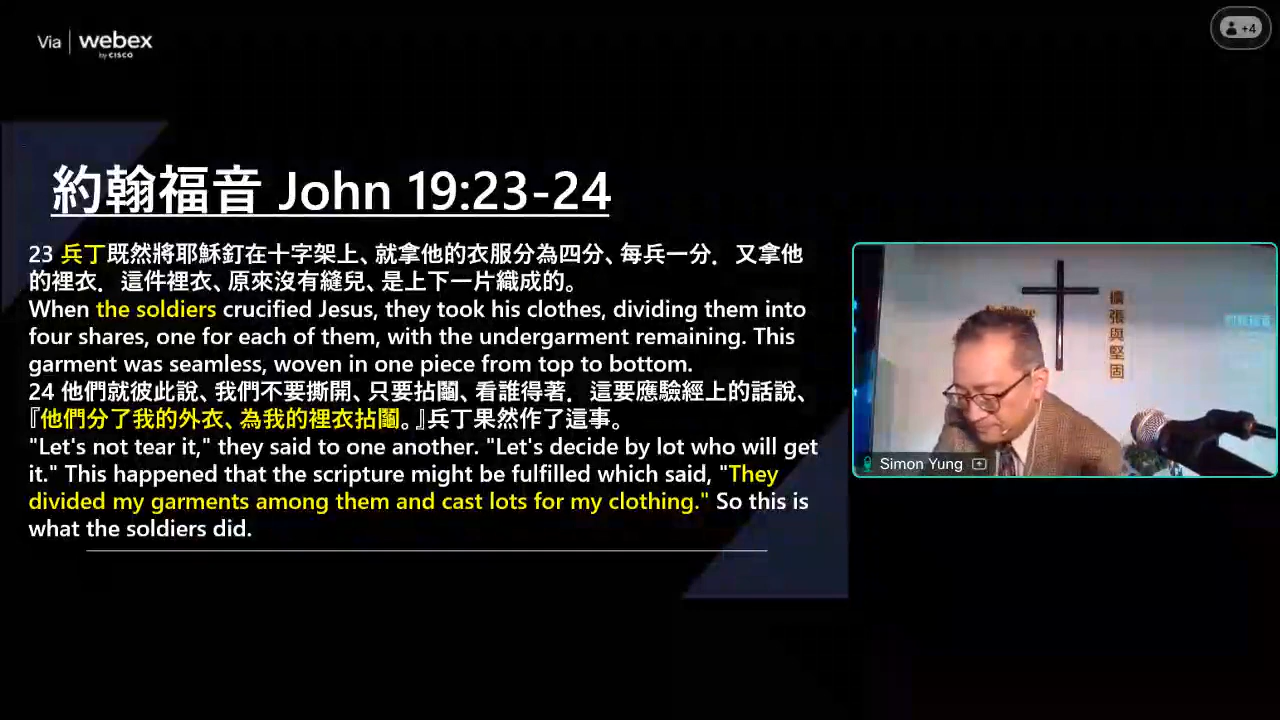 Via webex
by CISCO
+4
約翰福音 John 19:23-24
23 兵丁既然將耶穌釘在十字架上、就拿他的衣服分為四分、每兵一分．又拿他
的裡衣．這件裡衣、原來沒有縫兒、是上下一片織成的。
When the soldiers crucified Jesus, they took his clothes, dividing them into
four shares, one for each of them, with the undergarment remaining. This
garment was seamless, woven in one piece from top to bottom.
24 他們就彼此說、我們不要撕開、只要拈鬮、看誰得著．這要應驗經上的話說、
『他們分了我的外衣、為我的裡衣拈鬮。』兵丁果然作了這事。
"Let's not tear it," they said to one another. "Let's decide by lot who will get
it." This happened that the scripture might be fulfilled which said, "They
divided my garments among them and cast lots for my clothing." So this is
what the soldiers did.
擴張與堅固
約翰福音
Simon Yung